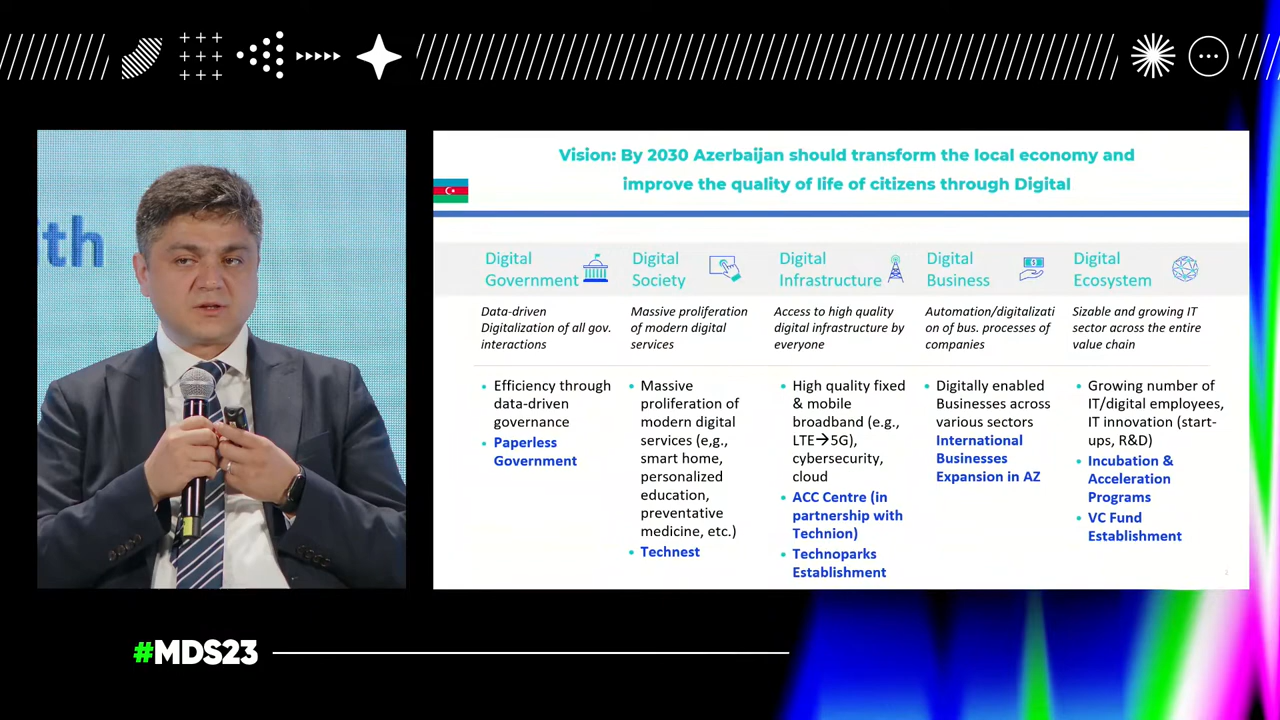 th
Vision: By 2030 Azerbaijan should transform the local economy and
improve the quality of life of citizens through Digital
Digital
Government
Data-driven
Digitalization of all gov.
interactions
• Efficiency through
data-driven
governance
• Paperless
Government
Digital
Society
Massive proliferation
of modern digital
services
• Massive
proliferation of
modern digital
services (e,g.,
smart home,
personalized
education,
preventative
medicine, etc.)
• Technest
Digital
Infrastructure
Access to high quality
digital infrastructure by
everyone
• High quality fixed
& mobile
broadband (e.g.,
LTE→5G),
cybersecurity,
cloud
• ACC Centre (in
partnership with
Technion)
• Technoparks
Establishment
Digital
Business
Automation/digitalizati
on of bus. processes of
companies
• Digitally enabled
Businesses across
various sectors
International
Businesses
Expansion in AZ
Digital
Ecosystem
Sizable and growing IT
sector across the entire
value chain
• Growing number of
IT/digital employees,
IT innovation (start-
ups, R&D)
• Incubation &
Acceleration
Programs
• VC Fund
Establishment
#MDS23